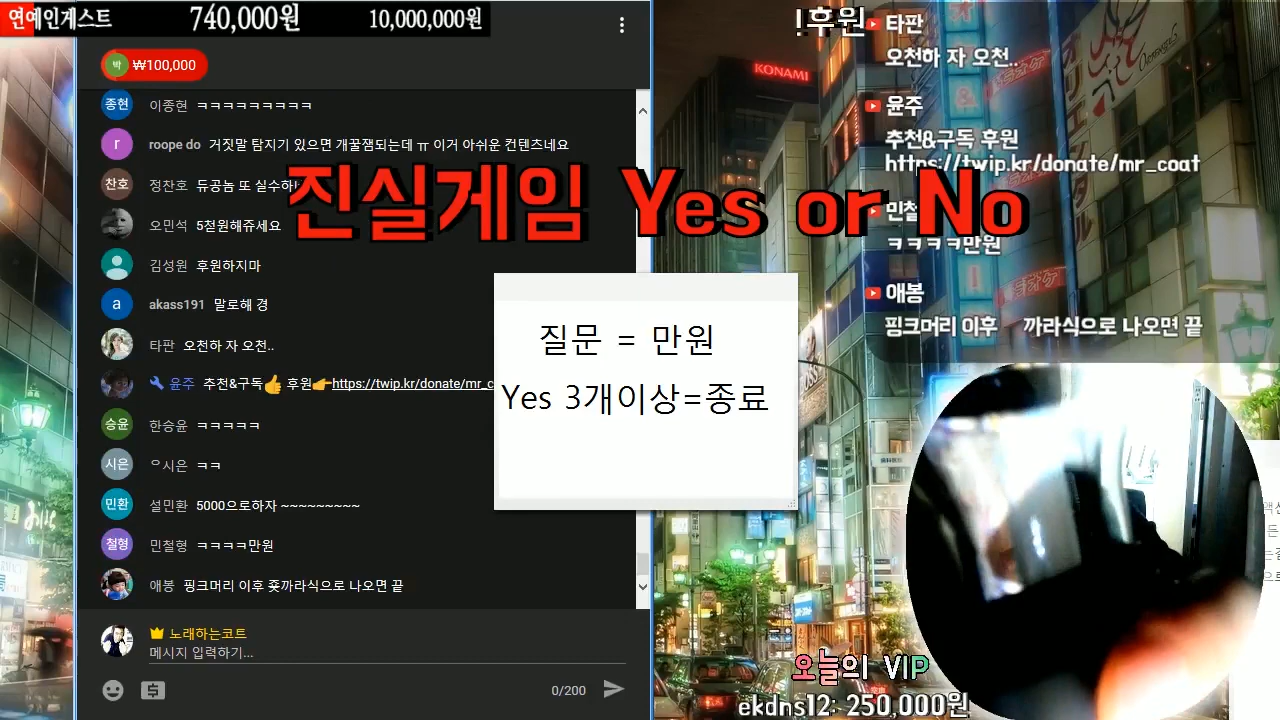 연예인게스트
740,000원
10,000,000원
박 ₩100,000
종현 이종현 ㅋㅋㅋㅋㅋㅋㅋㅋㅋ
r roope do 거짓말 탐지기 있으면 개꿀잼되는데 ㅠ 이거 아쉬운 컨텐츠네요
찬호 정찬호 듀공놈 또 실수하
오민석 5철원해쥬세요
김성원 후원하지마
a akass191 말로해 경
타판 오천하 자 오천..
윤주 추천&구독👍 후원👉https://twip.kr/donate/mr_c
승윤 한승윤 ㅋㅋㅋㅋㅋ
시은 ᄋ시은 ㅋㅋ
민환 설민환 5000으로하자 ~~~~~~~~~
철형 민철형 ㅋㅋㅋㅋ만원
애봉 핑크머리 이후 죶까라식으로 나오면 끝
노래하는코트
메시지 입력하기...
0/200
진실게임 Yes or No
질문 = 만원
Yes 3개이상=종료
!후원
타판
오천하 자 오천..
윤주
추천&구독 후원
https://twip.kr/donate/mr_coat
민철
ㅋㅋㅋㅋ만원
애봉
핑크머리 이후 까라식으로 나오면 끝
KONAMI
오늘의 VIP
ekdns12: 250,000원